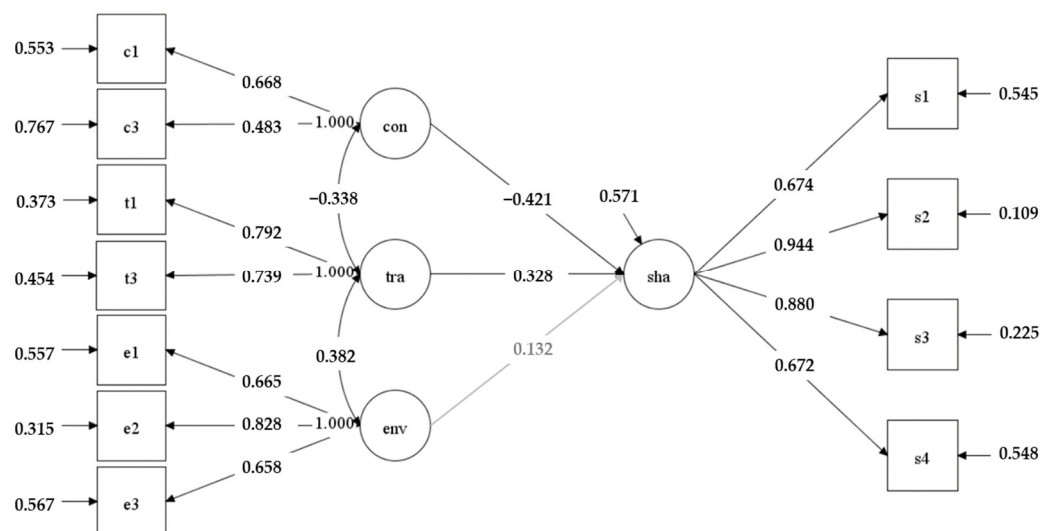 0.553 c1
0.668
0.767 c3 0.483 1.000 con
0.373 t1
−0.338
0.792
0.454 t3 0.739 1.000 tra
0.557 e1
0.382
0.665
0.315 e2 0.828 1.000 env
0.658
0.567 e3
−0.421
0.571
0.328
sha
0.132
0.674
s1 0.545
0.944
s2 0.109
0.880
s3 0.225
0.672
s4 0.548